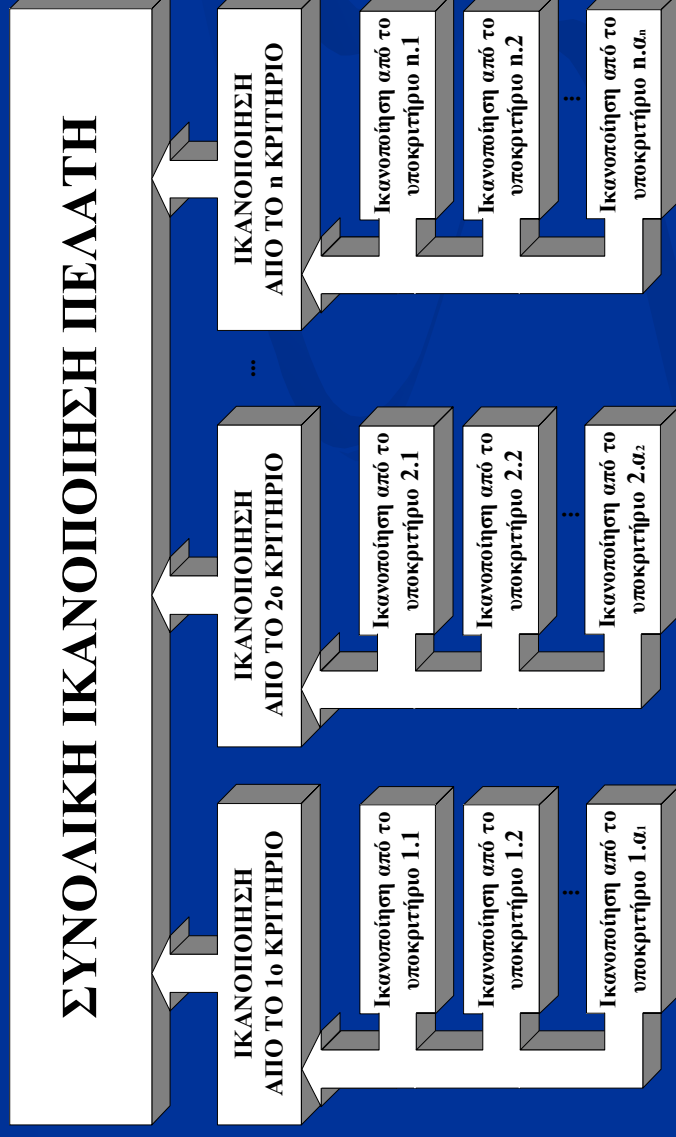 ΣΥΝΟΛΙΚΗ ΙΚΑΝΟΠΟΙΗΣΗ ΠΕΛΑΤΗ
ΙΚΑΝΟΠΟΙΗΣΗ
ΑΠΟ ΤΟ 1ο ΚΡΙΤΗΡΙΟ
Ικανοποίηση από το
υποκριτήριο 1.1
Ικανοποίηση από το
υποκριτήριο 1.2
...
Ικανοποίηση από το
υποκριτήριο 1.α₁
ΙΚΑΝΟΠΟΙΗΣΗ
ΑΠΟ ΤΟ 2ο ΚΡΙΤΗΡΙΟ
Ικανοποίηση από το
υποκριτήριο 2.1
Ικανοποίηση από το
υποκριτήριο 2.2
...
Ικανοποίηση από το
υποκριτήριο 2.α₂
...
ΙΚΑΝΟΠΟΙΗΣΗ
ΑΠΟ ΤΟ n ΚΡΙΤΗΡΙΟ
Ικανοποίηση από το
υποκριτήριο n.1
Ικανοποίηση από το
υποκριτήριο n.2
...
Ικανοποίηση από το
υποκριτήριο n.αₙ